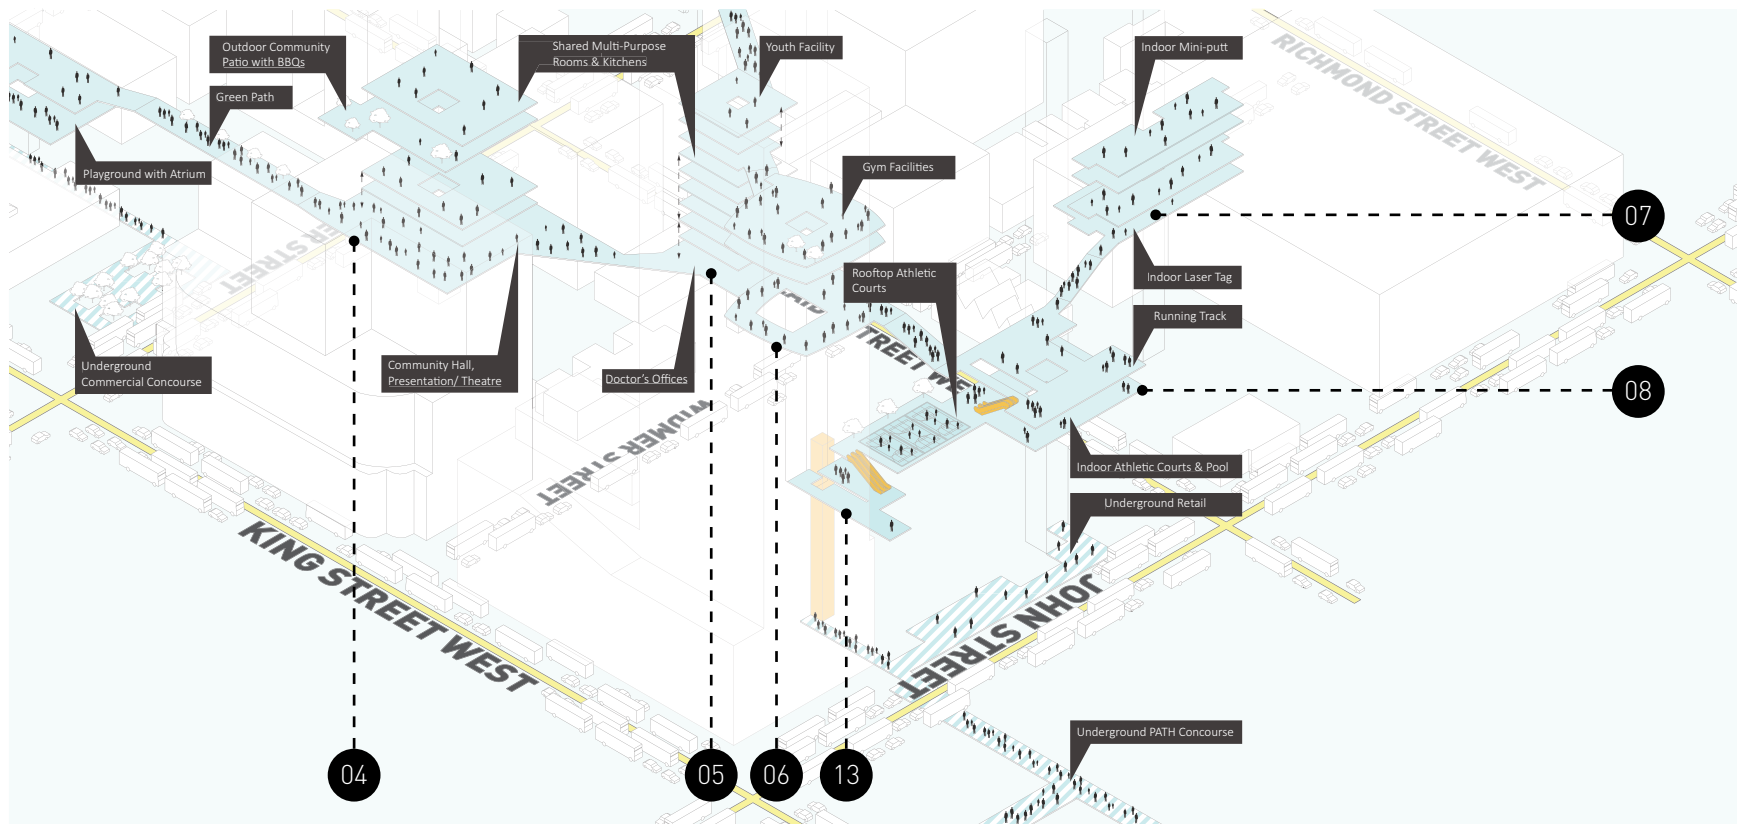 Outdoor Community
Patio with BBQs
Shared Multi-Purpose
Rooms & Kitchens
Youth Facility
Indoor Mini-putt
RICHMOND STREET WEST
Green Path
Playground with Atrium
Gym Facilities
07
STREET
Rooftop Athletic
Courts
Indoor Laser Tag
Running Track
Underground
Commercial Concourse
Community Hall,
Presentation/ Theatre
Doctor's Offices
08
WIDMER STREET
Indoor Athletic Courts & Pool
Underground Retail
KING STREET WEST
JOHN STREET
Underground PATH Concourse
04
05
06
13